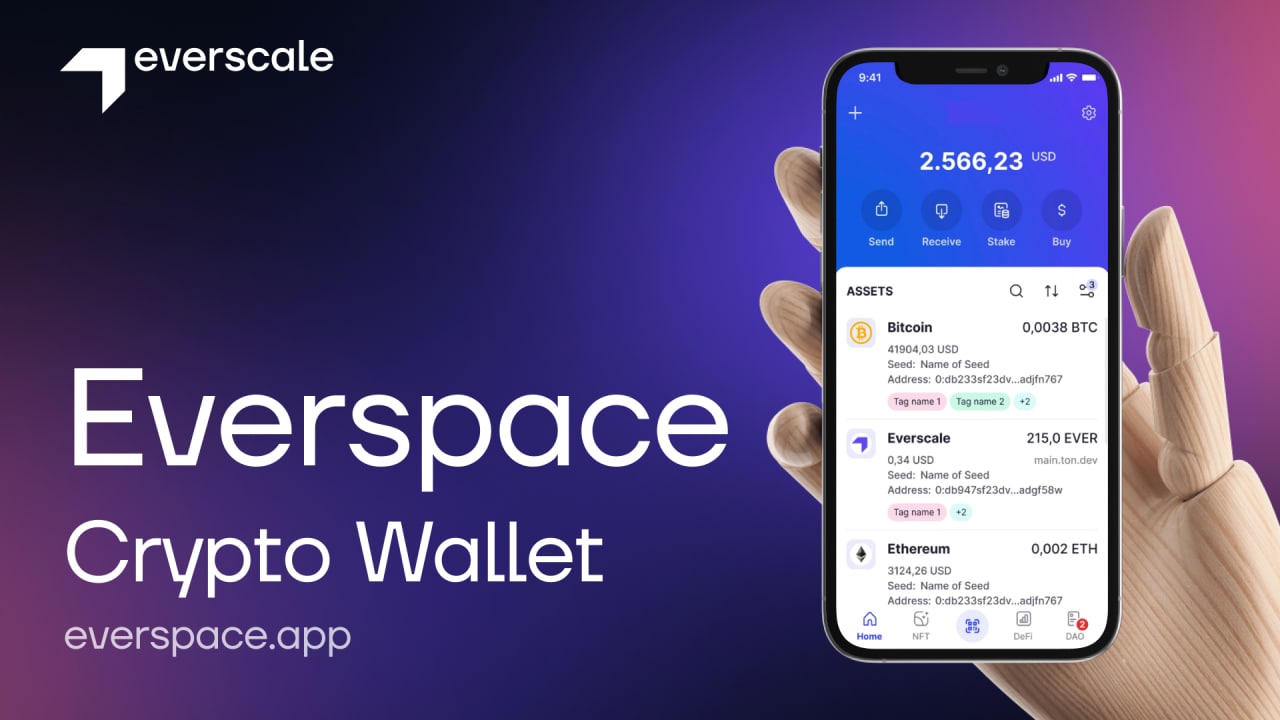 everscale
Everspace
Crypto Wallet
everspace.app
9:41
2.566,23 USD
Send Receive Stake Buy
ASSETS
3
Bitcoin 0,0038 BTC
41904,03 USD
Seed: Name of Seed
Address: 0:db233sf23dv...adjfn767
Tag name 1 Tag name 2 +2
Everscale 215,0 EVER
0,34 USD main.ton.dev
Seed: Name of Seed
Address: 0:db947sf23dv...adgf58w
Tag name 1 +2
Ethereum 0,002 ETH
3124,26 USD
Seed: Name of Seed
Address: 0:db233sf23dv...adjfn767
2
Home NFT DeFi DAO